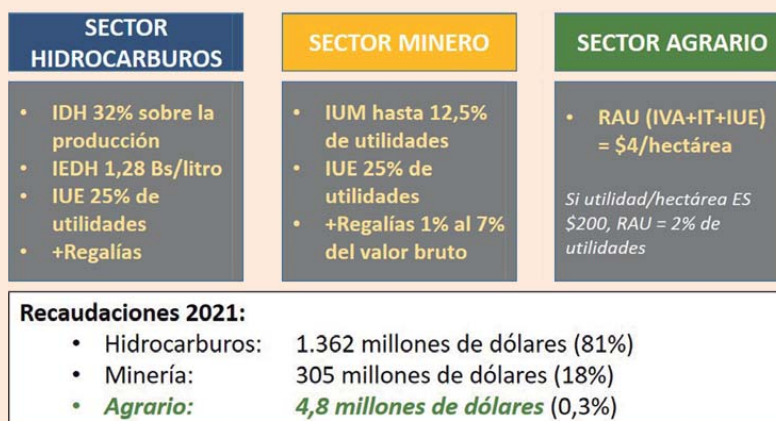 SECTOR
HIDROCARBUROS
• IDH 32% sobre la
producción
• IEDH 1,28 Bs/litro
• IUE 25% de
utilidades
• +Regalías
SECTOR MINERO
• IUM hasta 12,5%
de utilidades
• IUE 25% de
utilidades
• +Regalías 1% al 7%
del valor bruto
SECTOR AGRARIO
• RAU (IVA+IT+IUE)
= $4/hectárea
Si utilidad/hectárea ES
$200, RAU = 2% de
utilidades
Recaudaciones 2021:
• Hidrocarburos: 1.362 millones de dólares (81%)
• Minería: 305 millones de dólares (18%)
• Agrario: 4,8 millones de dólares (0,3%)